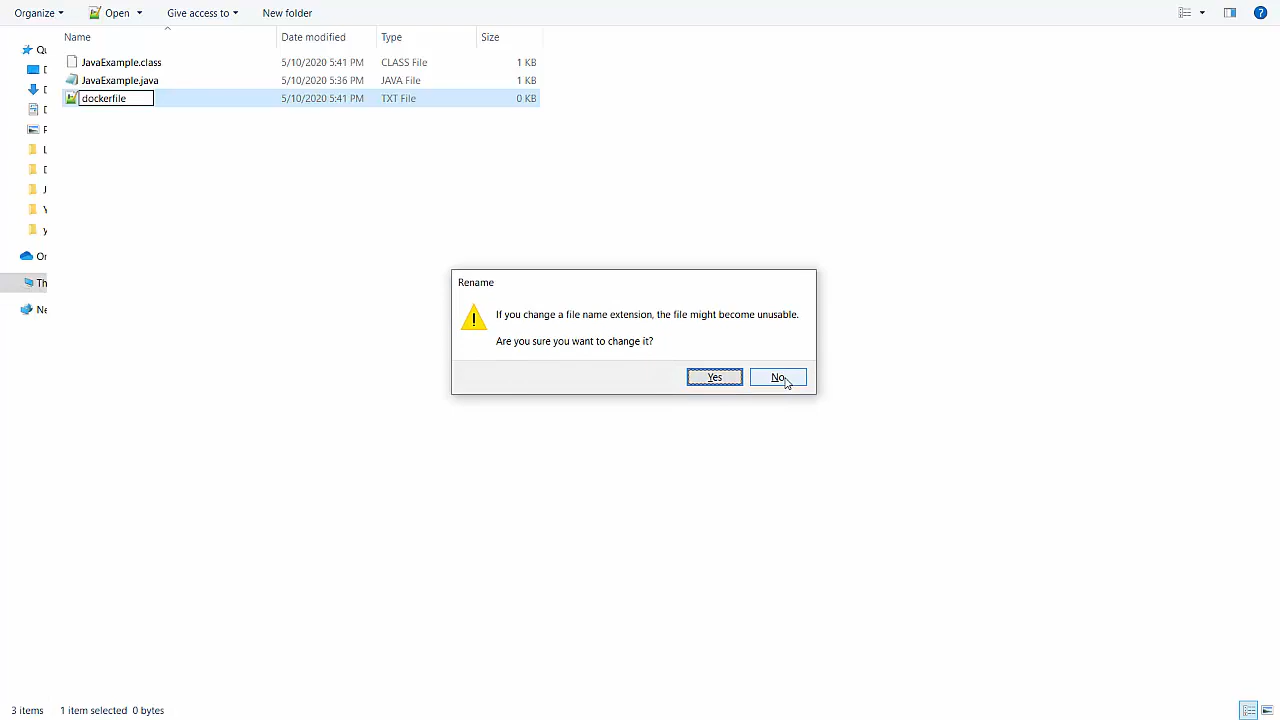 Organize Open Give access to New folder ?
Name Date modified Type Size
JavaExample.class 5/10/2020 5:41 PM CLASS File 1 KB
JavaExample.java 5/10/2020 5:36 PM JAVA File 1 KB
dockerfile 5/10/2020 5:41 PM TXT File 0 KB
Qu
D
D
D
P
L
D
J
Y
y
On
Th
Ne
Rename
If you change a file name extension, the file might become unusable.
Are you sure you want to change it?
Yes No
3 items 1 item selected 0 bytes